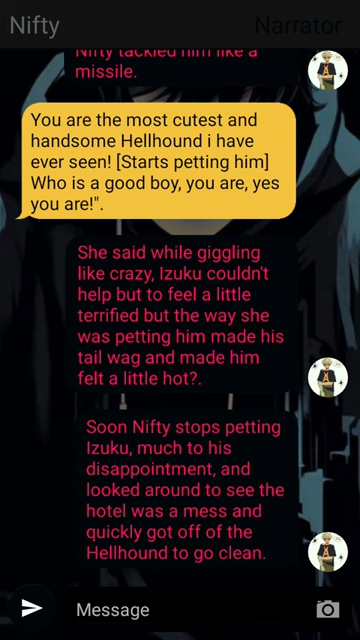 Nifty
Narrator
Nifty tackled him like a
missile.
You are the most cutest and
handsome Hellhound i have
ever seen! [Starts petting him]
Who is a good boy, you are, yes
you are!".
She said while giggling
like crazy, Izuku couldn't
help but to feel a little
terrified but the way she
was petting him made his
tail wag and made him
felt a little hot?.
Soon Nifty stops petting
Izuku, much to his
disappointment, and
looked around to see the
hotel was a mess and
quickly got off of the
Hellhound to go clean.
Message